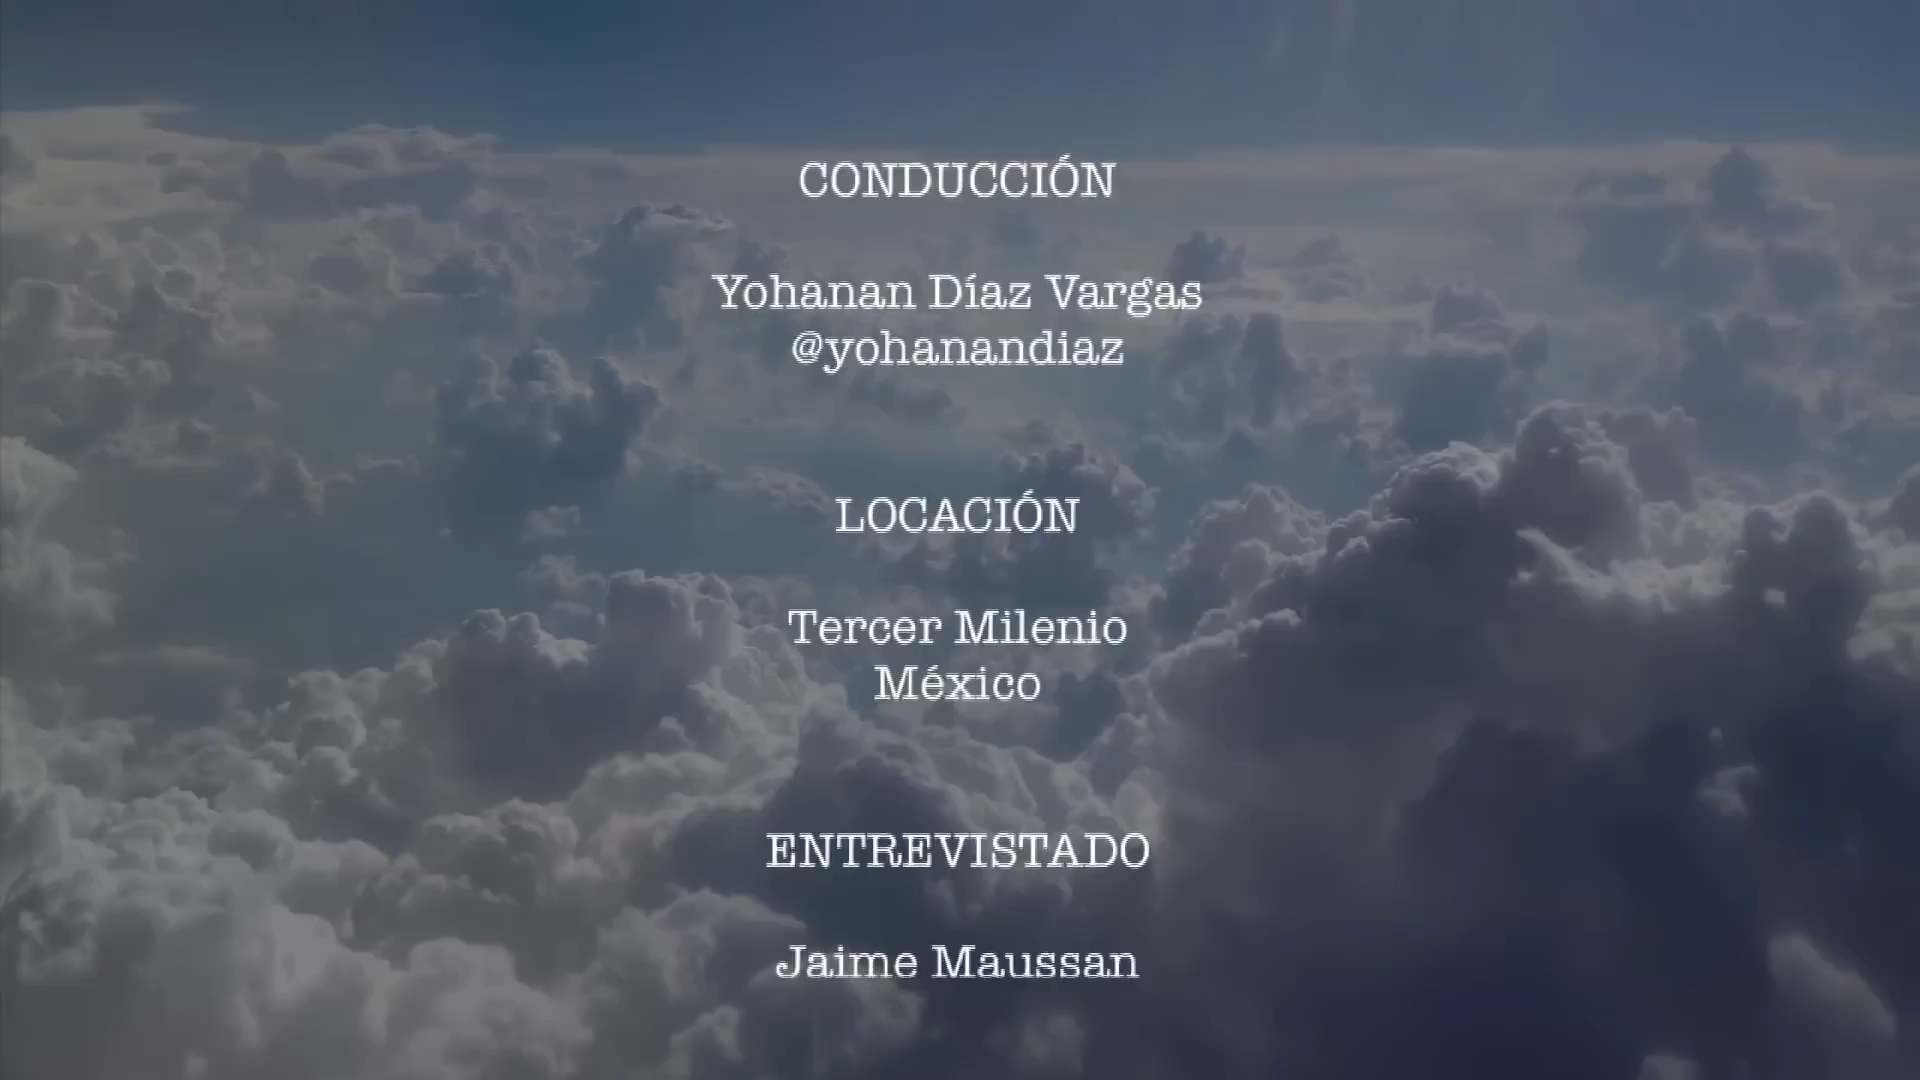 CONDUCCIÓN
Yohanan Díaz Vargas
@yohanandiaz
LOCACIÓN
Tercer Milenio
México
ENTREVISTADO
Jaime Maussan